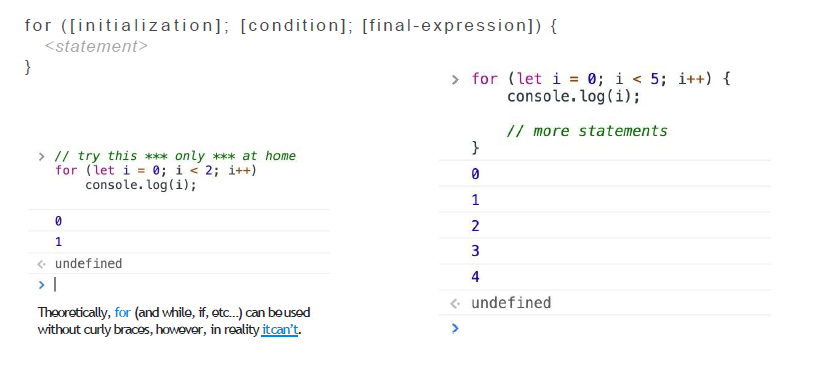 for ([initialization]; [condition]; [final-expression]) {
<statement>
}
> // try this *** only *** at home
for (let i = 0; i < 2; i++)
console.log(i);
0
1
undefined
>
Theoretically, for (and while, if, etc...) can be used
without curly braces, however, in reality it can't.
> for (let i = 0; i < 5; i++) {
console.log(i);
// more statements
}
0
1
2
3
4
undefined
>